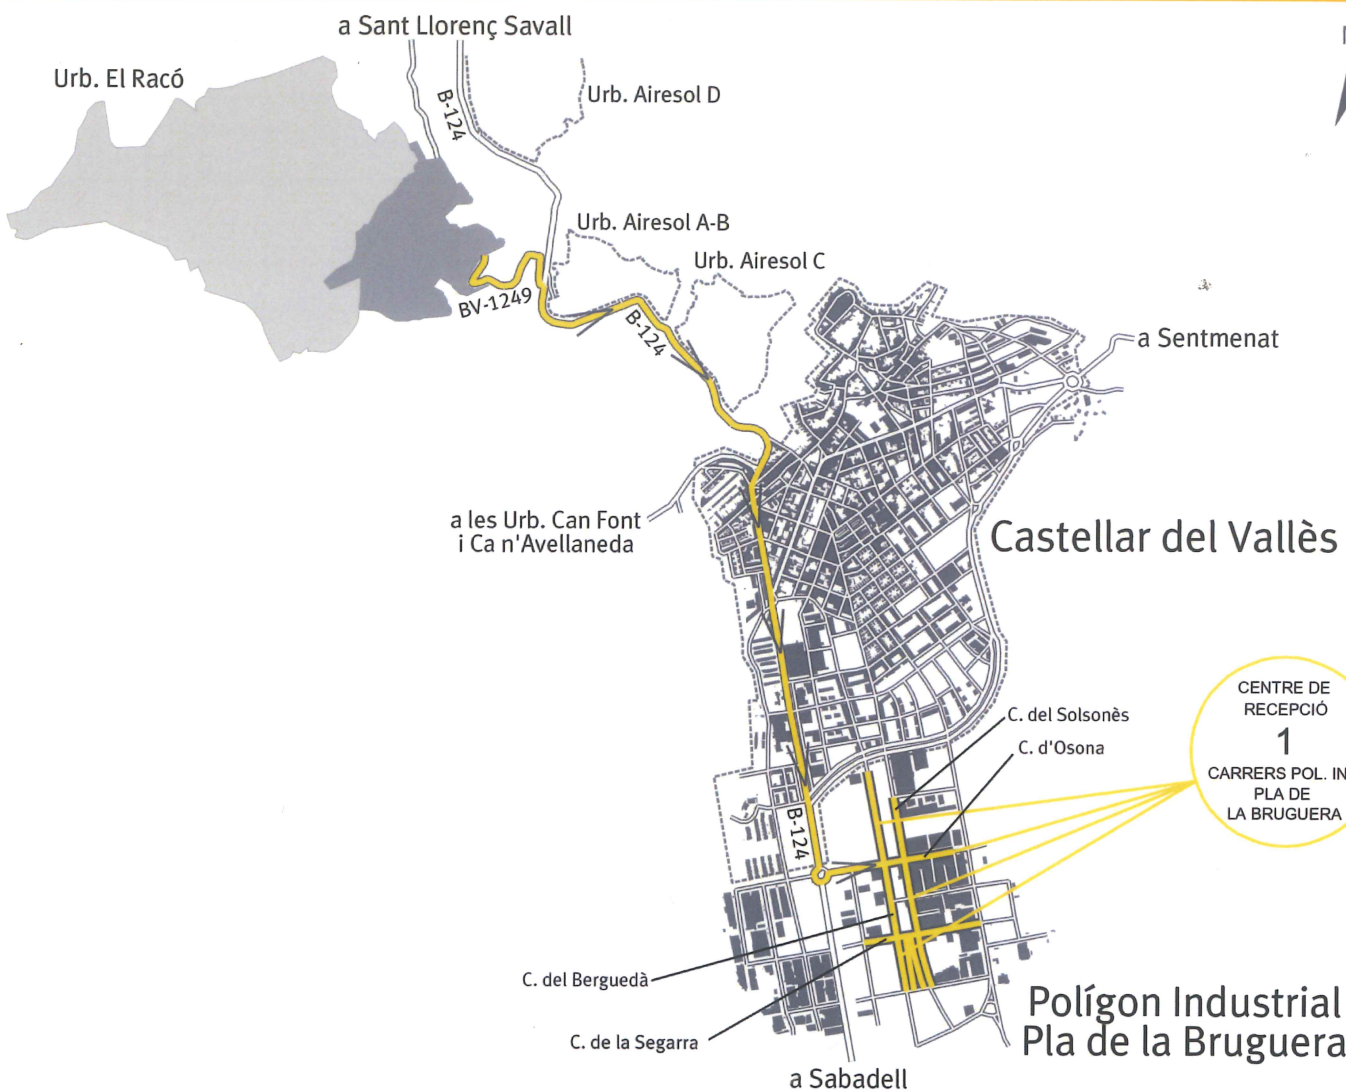 a Sant Llorenç Savall
Urb. El Racó
B-124
Urb. Airesol D
Urb. Airesol A-B
Urb. Airesol C
BV-1249
B-124
a Sentmenat
a les Urb. Can Font
i Ca n'Avellaneda
Castellar del Vallès
CENTRE DE
RECEPCIÓ
1
CARRERS POL. IN
PLA DE
LA BRUGUERA
C. del Solsonès
C. d'Osona
B-124
C. del Berguedà
C. de la Segarra
Polígon Industrial
Pla de la Bruguera
a Sabadell